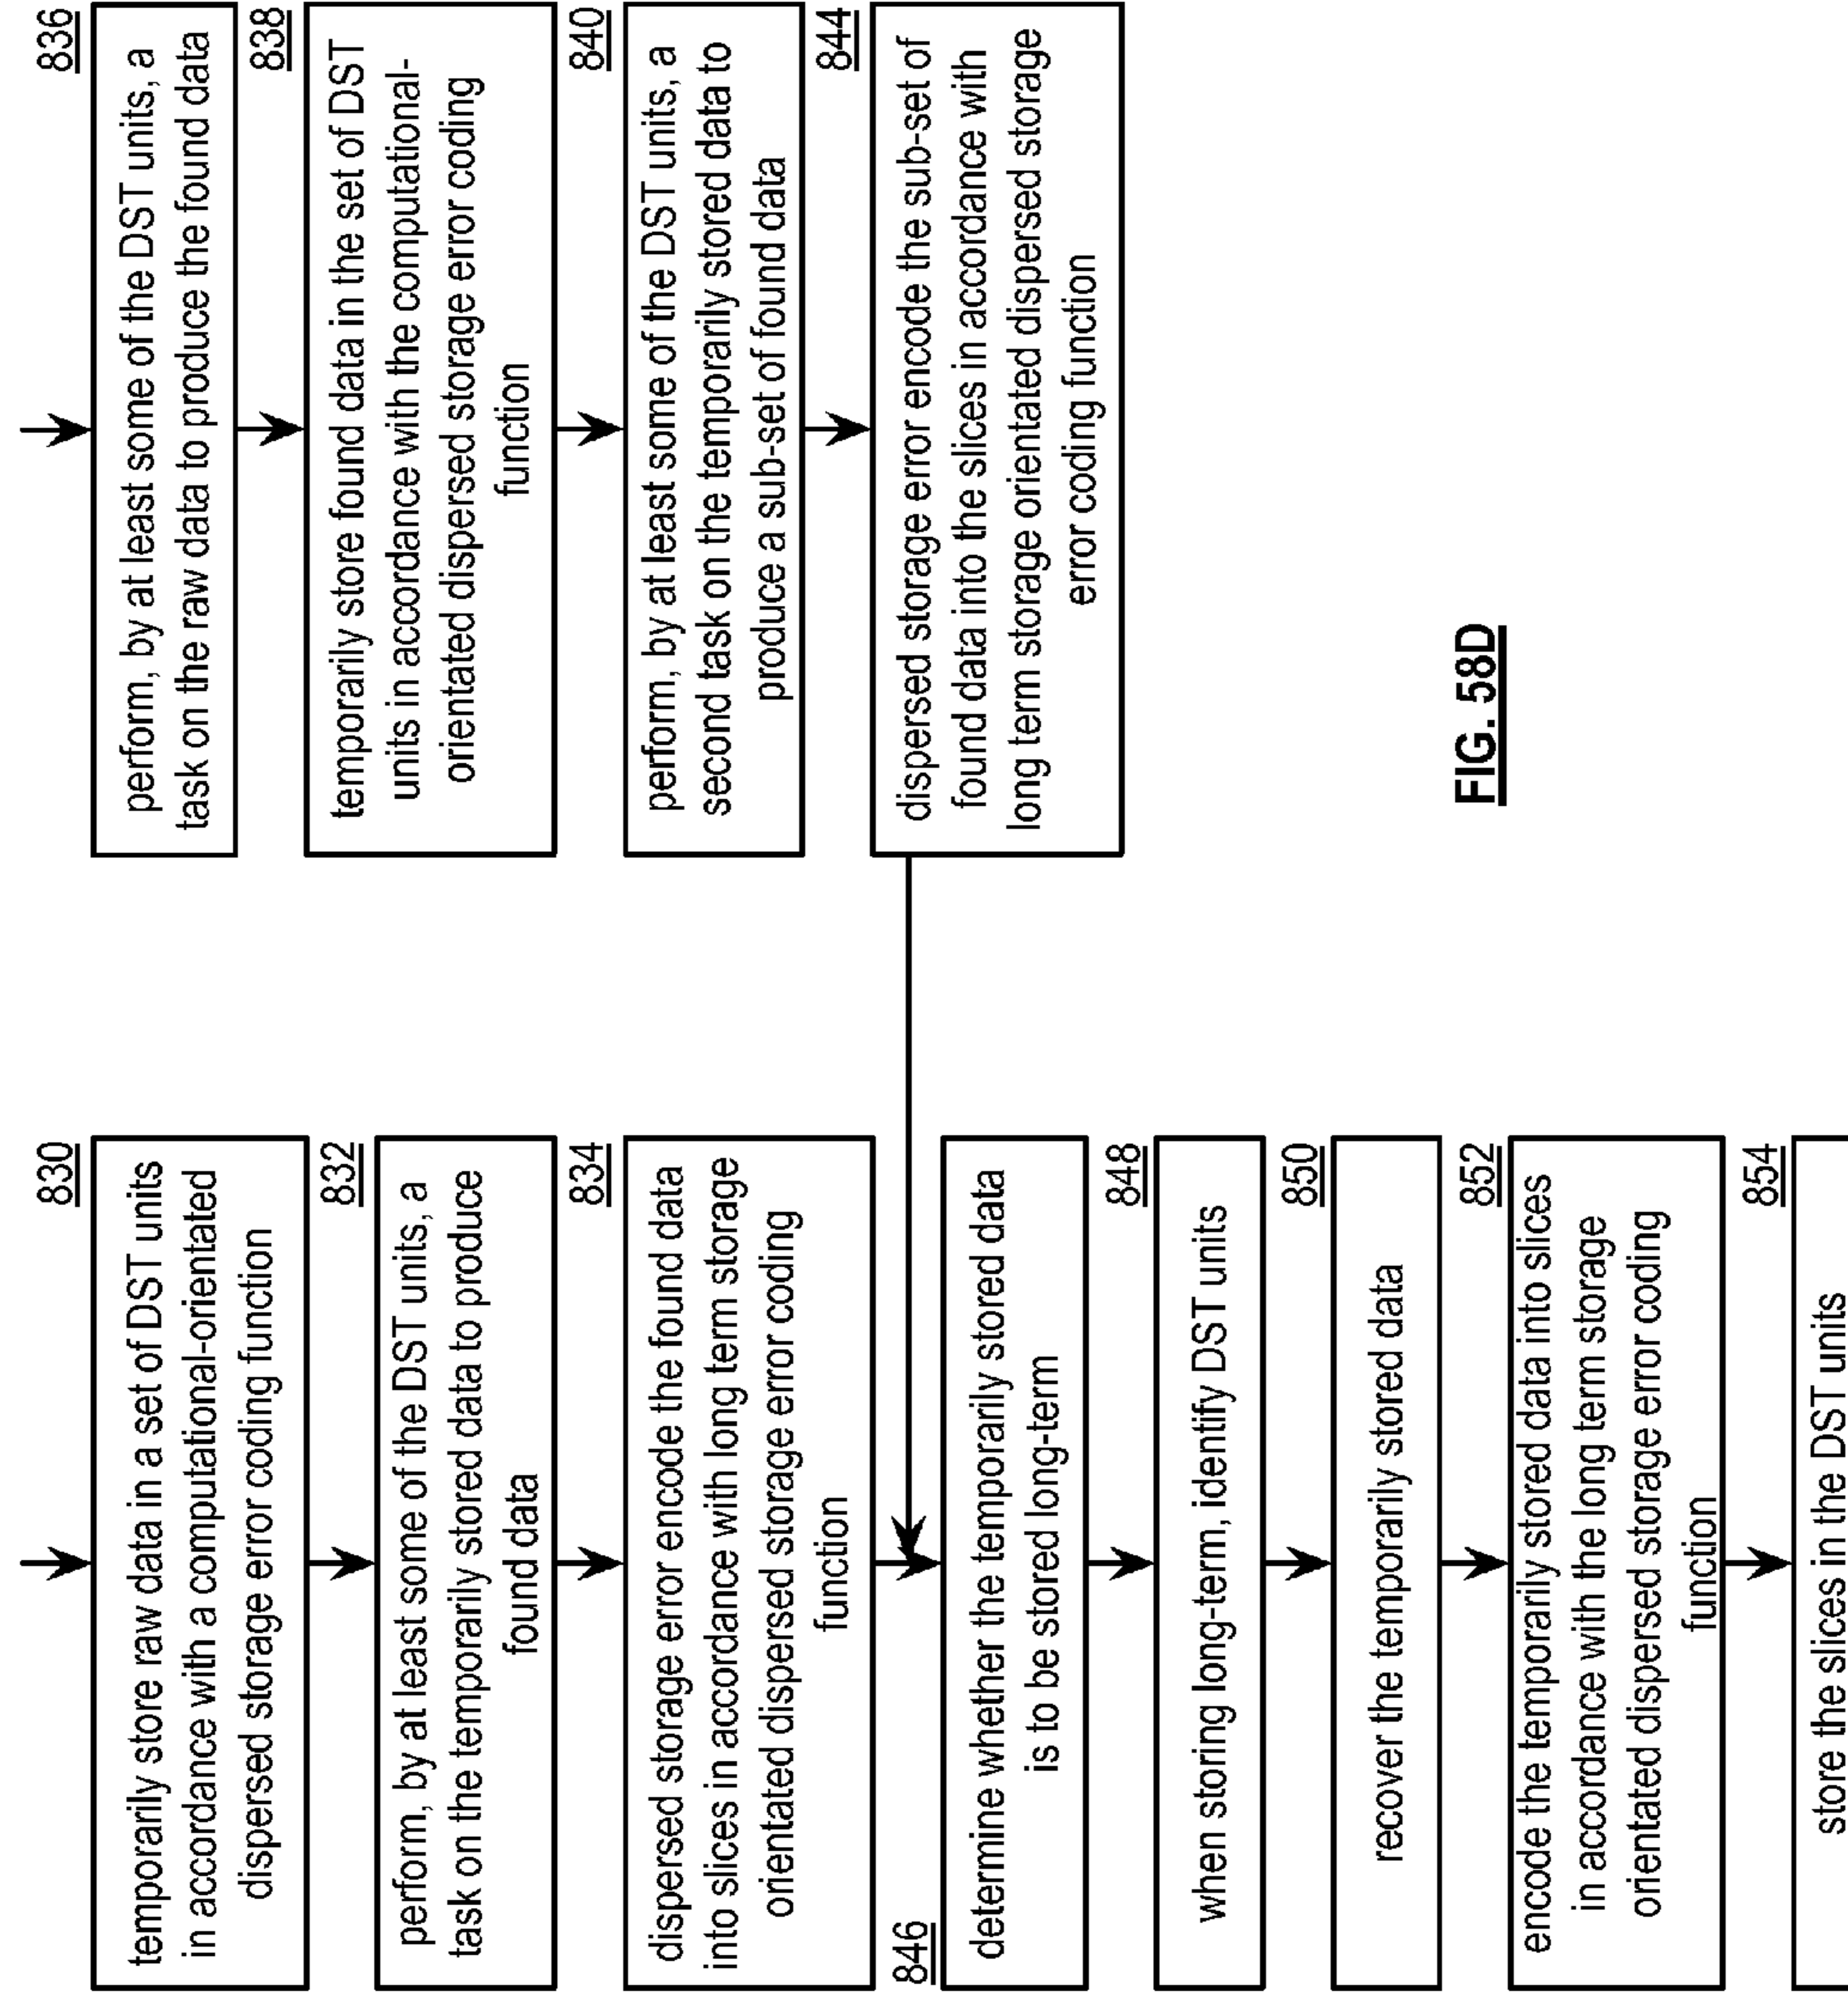 830
temporarily store raw data in a set of DST units
in accordance with a computational-orientated
dispersed storage error coding function
832
perform, by at least some of the DST units, a
task on the temporarily stored data to produce
found data
834
dispersed storage error encode the found data
into slices in accordance with long term storage
orientated dispersed storage error coding
function
846
determine whether the temporarily stored data
is to be stored long-term
848
when storing long-term, identify DST units
850
recover the temporarily stored data
852
encode the temporarily stored data into slices
in accordance with the long term storage
orientated dispersed storage error coding
function
854
store the slices in the DST units
836
perform, by at least some of the DST units, a
task on the raw data to produce the found data
838
temporarily store found data in the set of DST
units in accordance with the computational-
orientated dispersed storage error coding
function
840
perform, by at least some of the DST units, a
second task on the temporarily stored data to
produce a sub-set of found data
844
dispersed storage error encode the sub-set of
found data into the slices in accordance with
long term storage orientated dispersed storage
error coding function
FIG. 58D